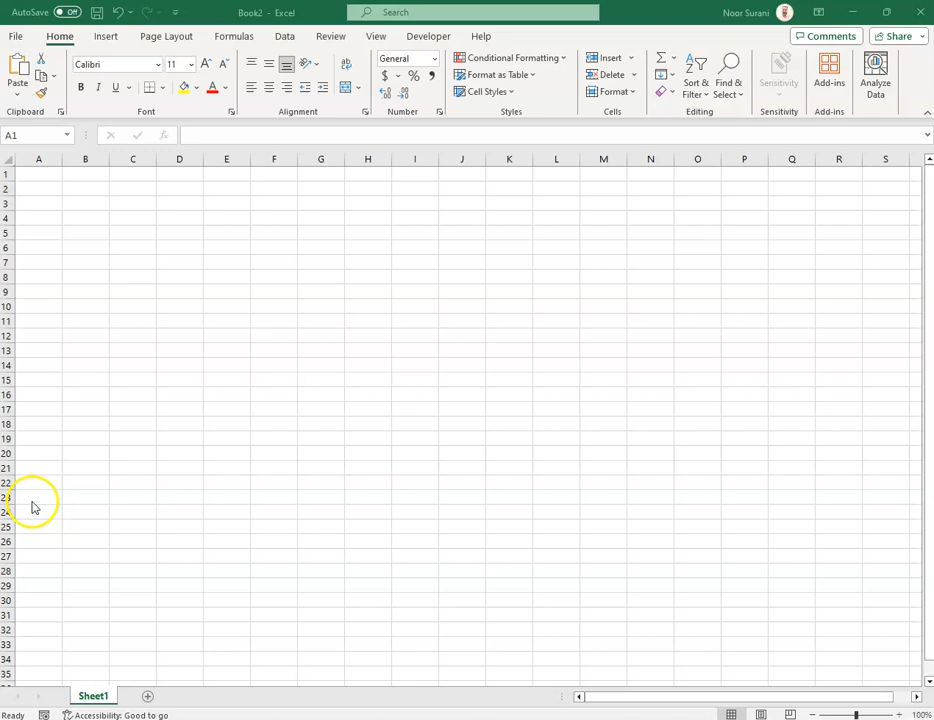 AutoSave Off Book2 - Excel Search Noor Surani
File Home Insert Page Layout Formulas Data Review View Developer Help Comments Share
Paste
Clipboard
Calibri 11
B I U A
Font
Alignment
General
$ % ,
Number
Conditional Formatting
Format as Table
Cell Styles
Styles
Insert
Delete
Format
Cells
Sort & Filter
Find & Select
Editing
Sensitivity
Sensitivity
Add-ins
Add-ins
Analyze Data
A1 fx
A B C D E F G H I J K L M N O P Q R S
1
2
3
4
5
6
7
8
9
10
11
12
13
14
15
16
17
18
19
20
21
22
23
24
25
26
27
28
29
30
31
32
33
34
35
Sheet1
Ready Accessibility: Good to go 100%